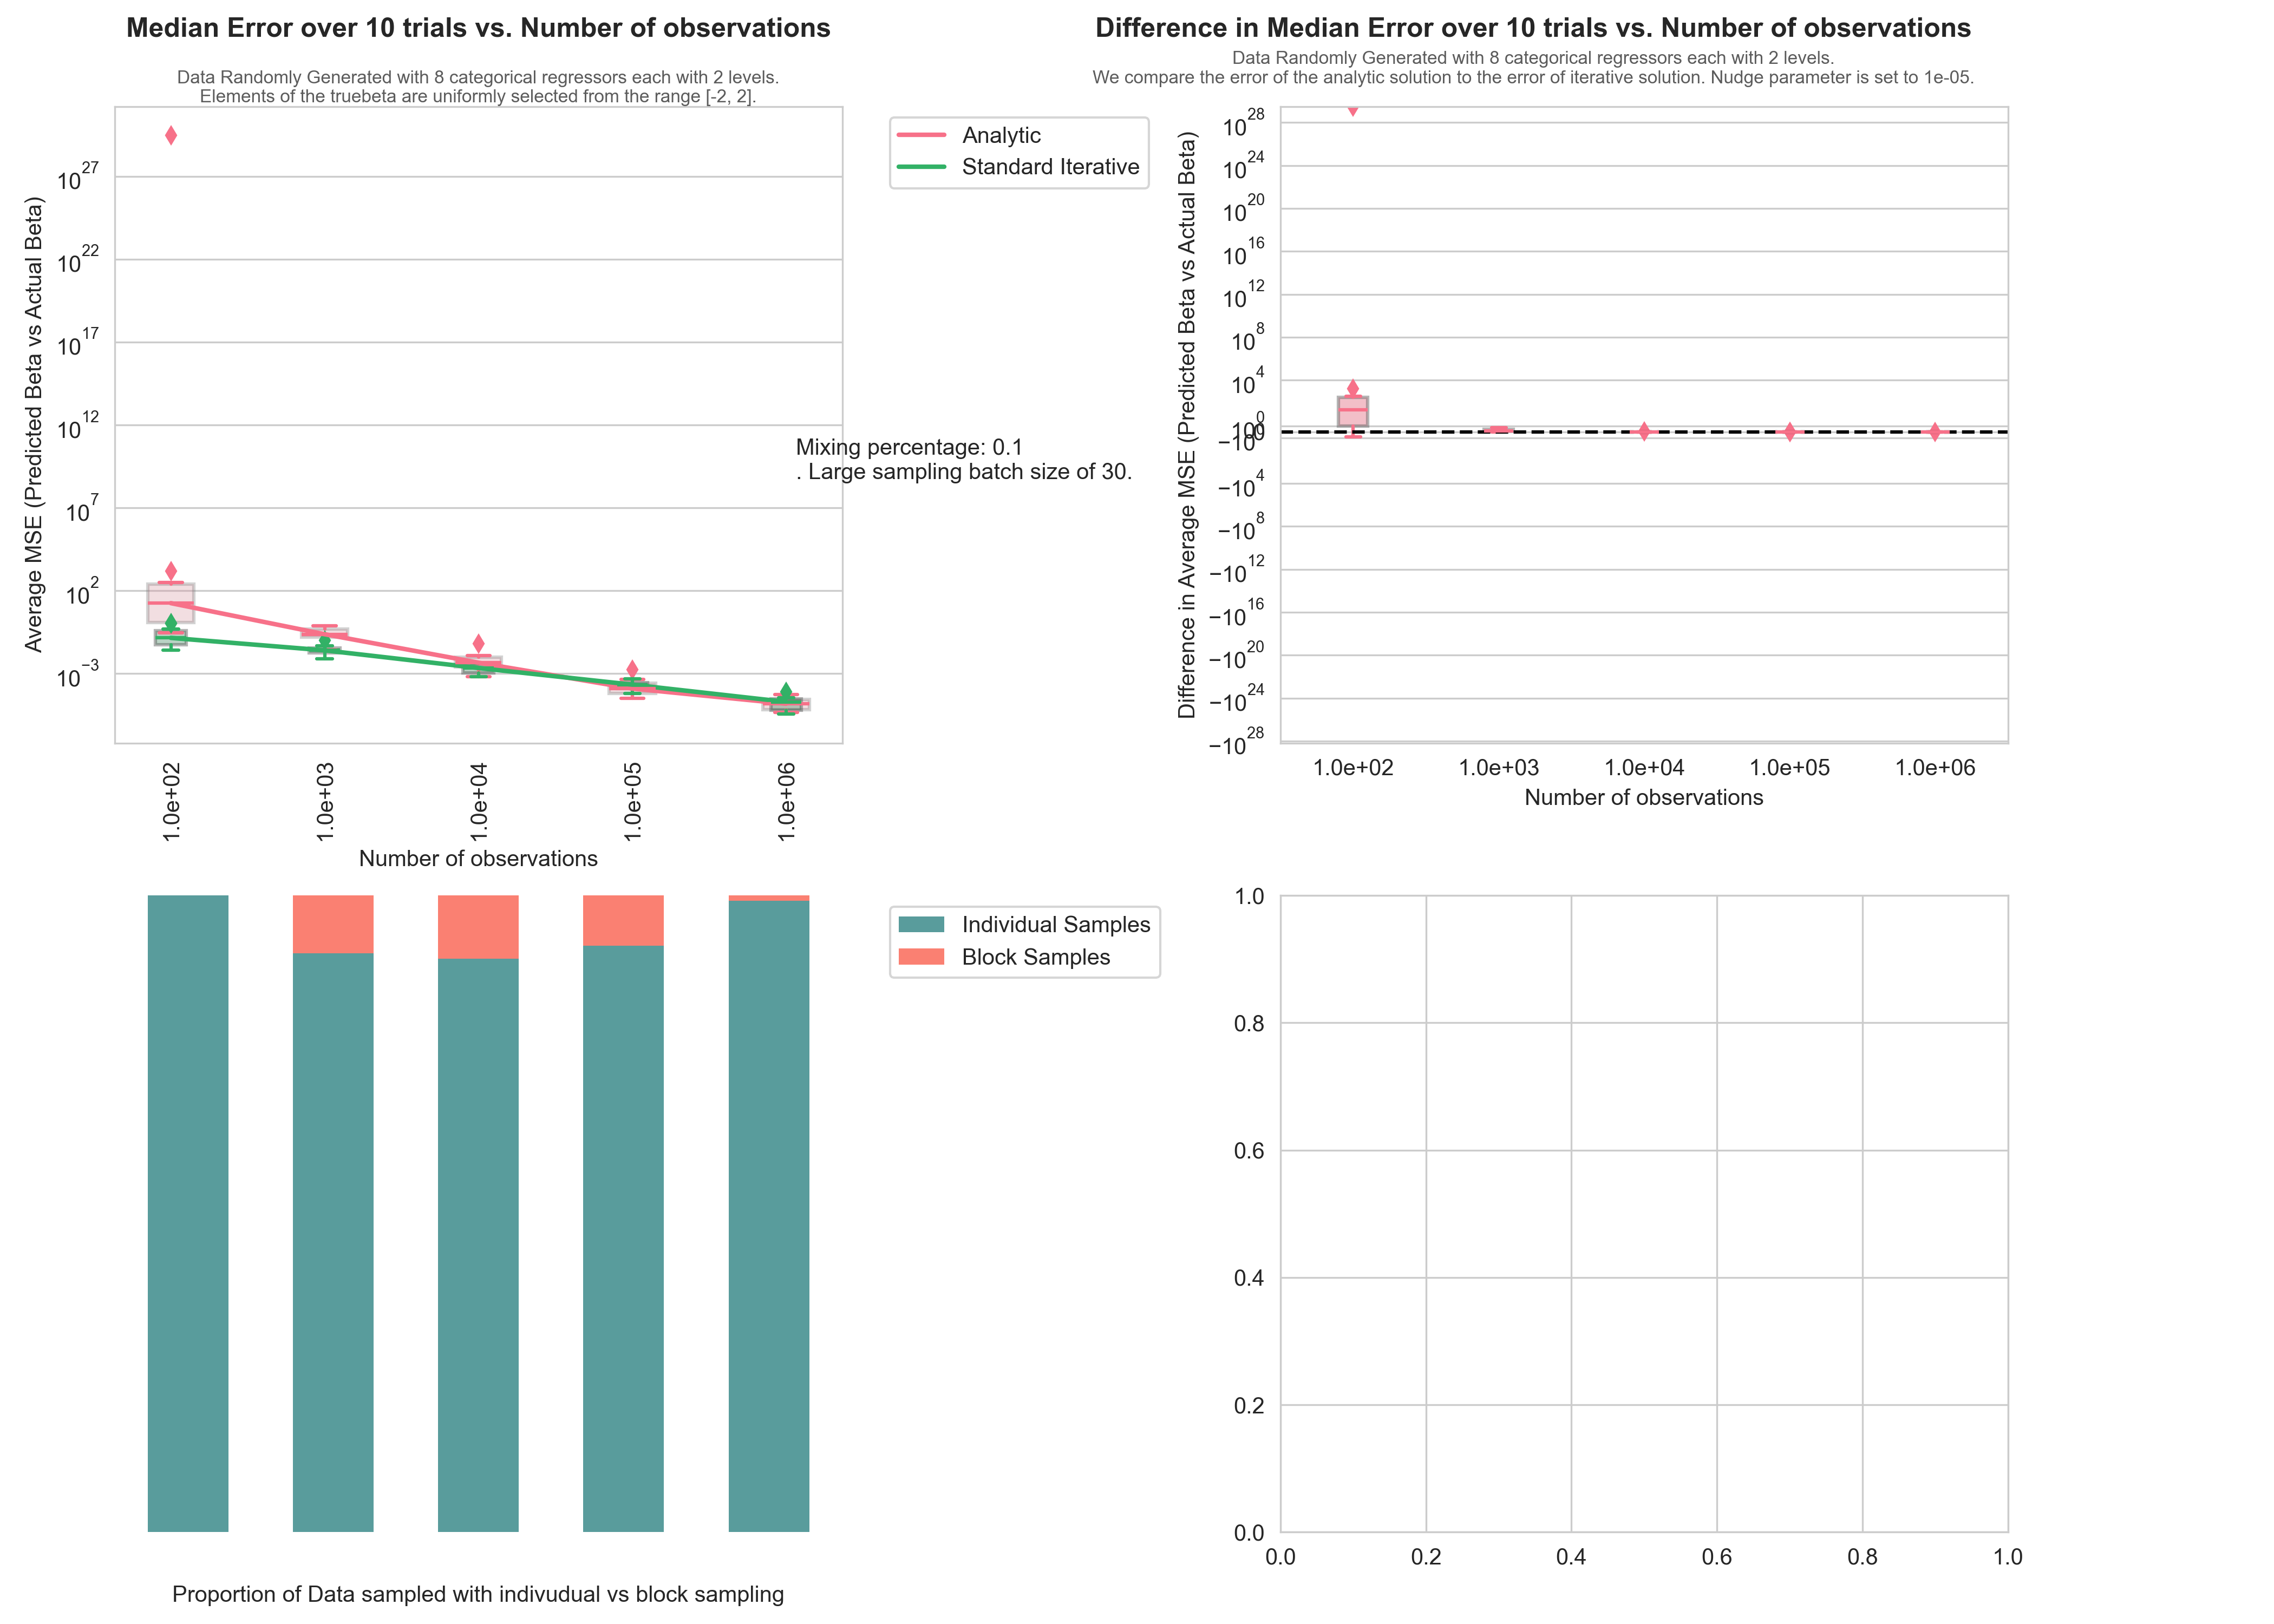 Median Error over 10 trials vs. Number of observations
Data Randomly Generated with 8 categorical regressors each with 2 levels.
Elements of the truebeta are uniformly selected from the range [-2, 2].
Average MSE (Predicted Beta vs Actual Beta)
10^27
10^22
10^17
10^12
10^7
10^2
10^−3
1.0e+02
1.0e+03
1.0e+04
1.0e+05
1.0e+06
Number of observations
Analytic
Standard Iterative
Mixing percentage: 0.1
. Large sampling batch size of 30.
Difference in Median Error over 10 trials vs. Number of observations
Data Randomly Generated with 8 categorical regressors each with 2 levels.
We compare the error of the analytic solution to the error of iterative solution. Nudge parameter is set to 1e-05.
Difference in Average MSE (Predicted Beta vs Actual Beta)
10^28
10^24
10^20
10^16
10^12
10^8
10^4
10^0
0
−10^0
−10^4
−10^8
−10^12
−10^16
−10^20
−10^24
−10^28
1.0e+02
1.0e+03
1.0e+04
1.0e+05
1.0e+06
Number of observations
Individual Samples
Block Samples
Proportion of Data sampled with indivudual vs block sampling
1.0
0.8
0.6
0.4
0.2
0.0
0.0
0.2
0.4
0.6
0.8
1.0